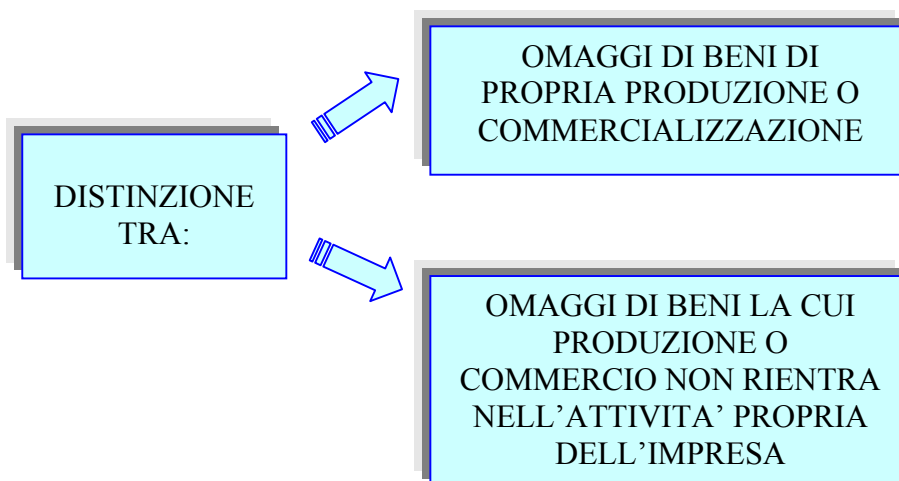 DISTINZIONE
TRA:
OMAGGI DI BENI DI
PROPRIA PRODUZIONE O
COMMERCIALIZZAZIONE
OMAGGI DI BENI LA CUI
PRODUZIONE O
COMMERCIO NON RIENTRA
NELL’ATTIVITA’ PROPRIA
DELL’IMPRESA